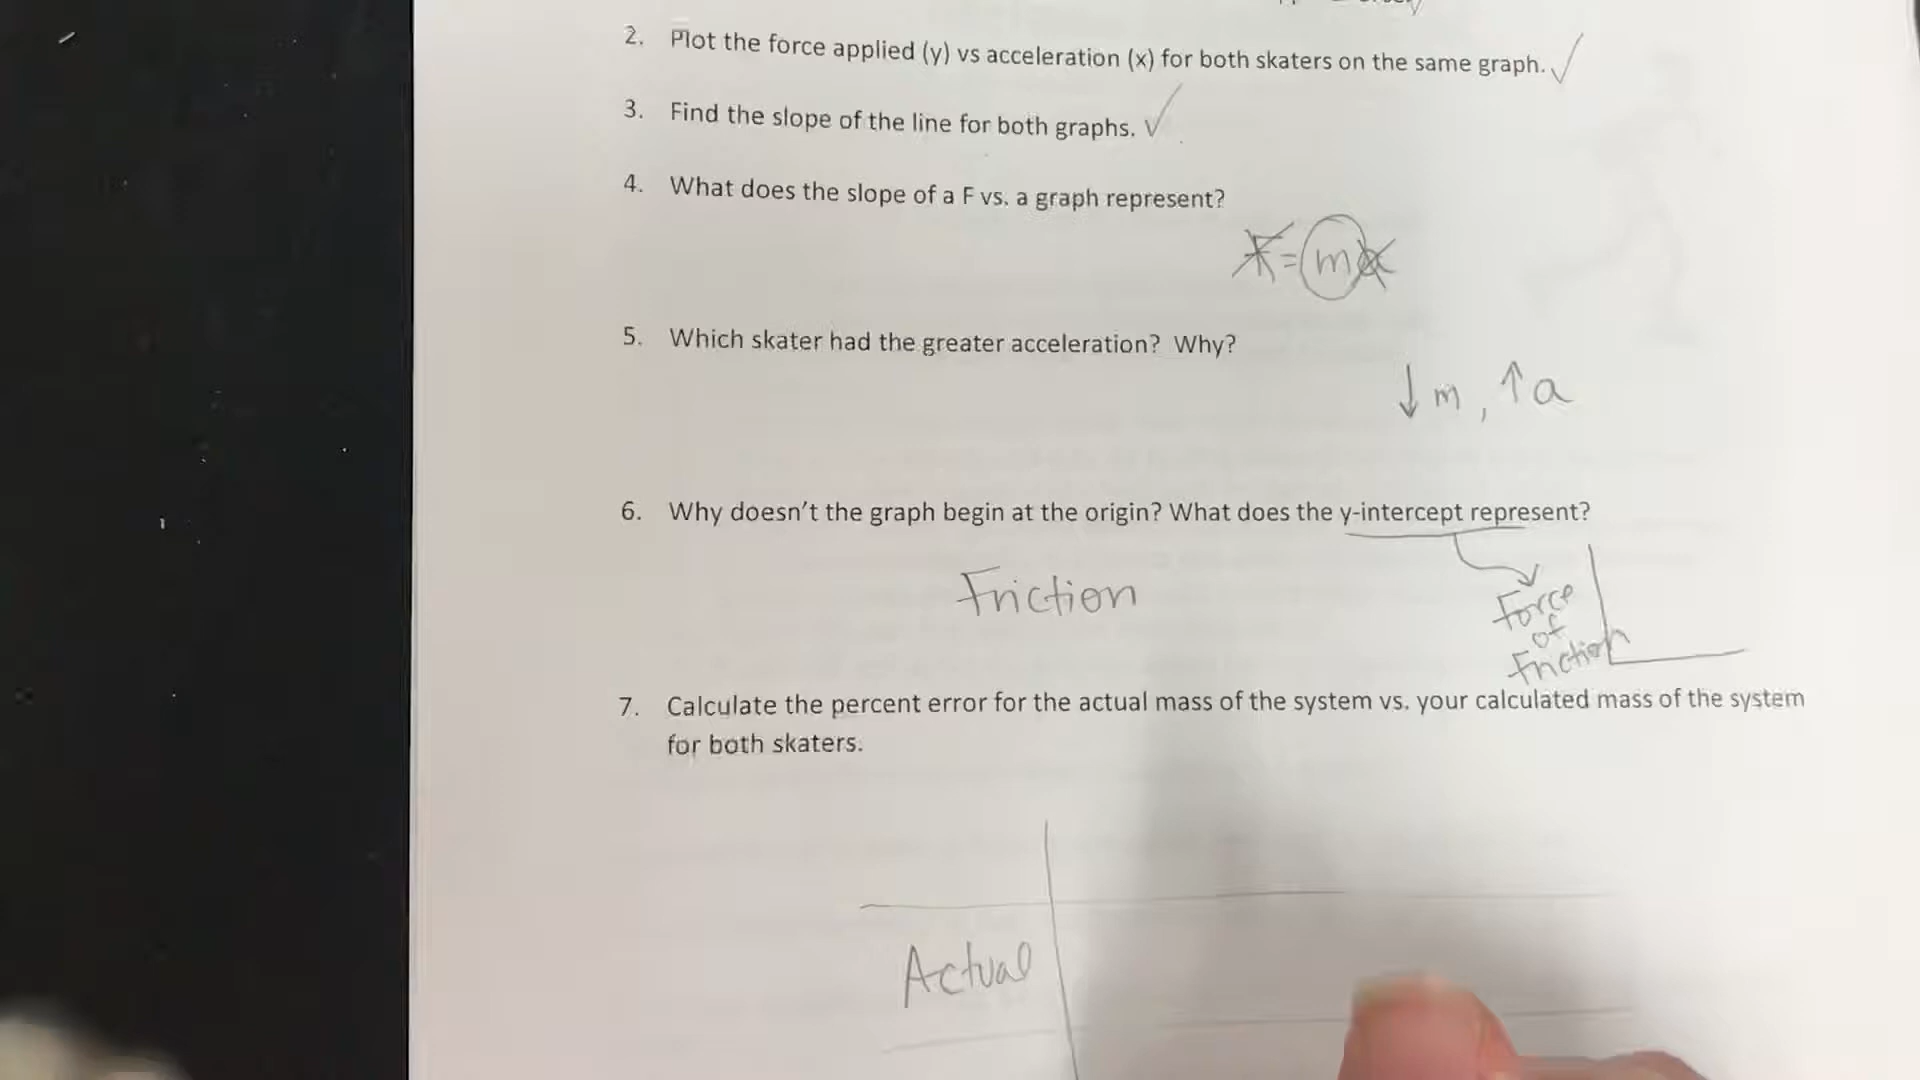 2. Plot the force applied (y) vs acceleration (x) for both skaters on the same graph. ✓
3. Find the slope of the line for both graphs. ✓
4. What does the slope of a F vs. a graph represent?
F=ma
5. Which skater had the greater acceleration? Why?
↓m, ↑a
6. Why doesn't the graph begin at the origin? What does the y-intercept represent?
Friction
Force
of
Friction
7. Calculate the percent error for the actual mass of the system vs. your calculated mass of the system
for both skaters.
Actual